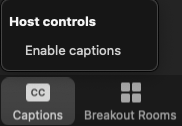 Host controls
Enable captions
CC
Captions Breakout Rooms